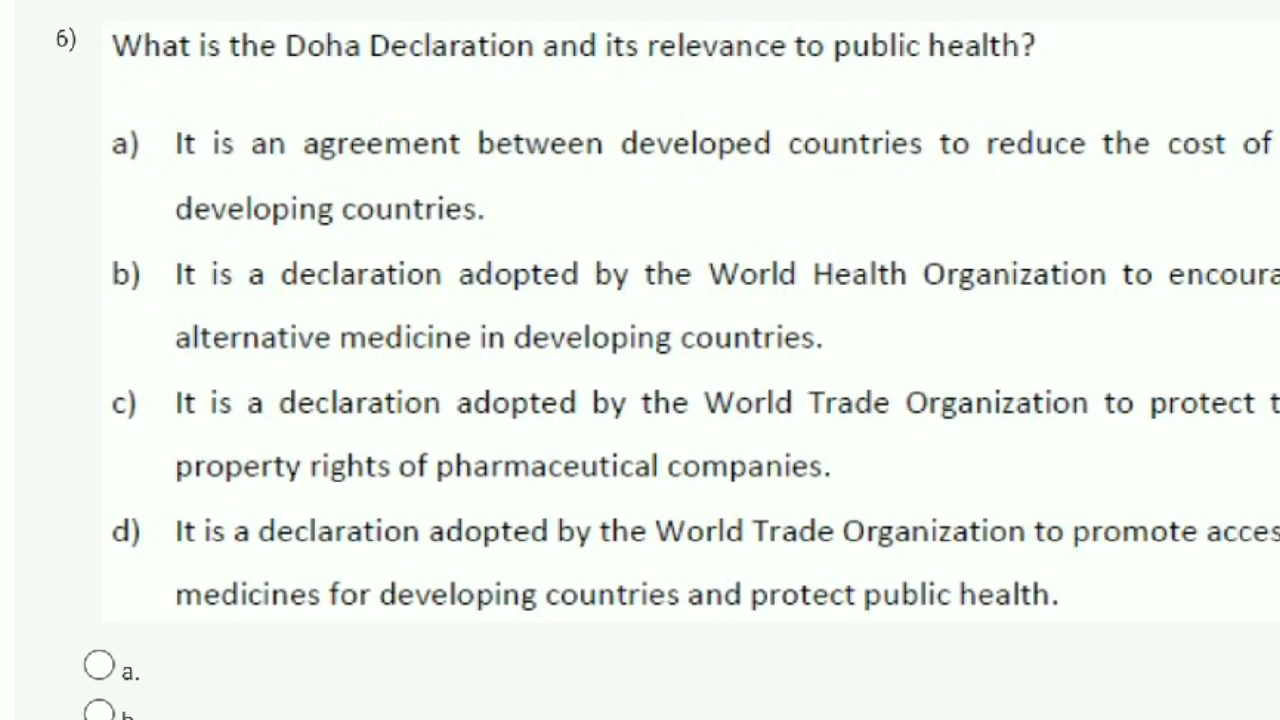 6) What is the Doha Declaration and its relevance to public health?
a) It is an agreement between developed countries to reduce the cost of
developing countries.
b) It is a declaration adopted by the World Health Organization to
alternative medicine in developing countries.
c) It is a declaration adopted by the World Trade Organization to protect
property rights of pharmaceutical companies.
d) It is a declaration adopted by the World Trade Organization to promote
medicines for developing countries and protect public health.
a.